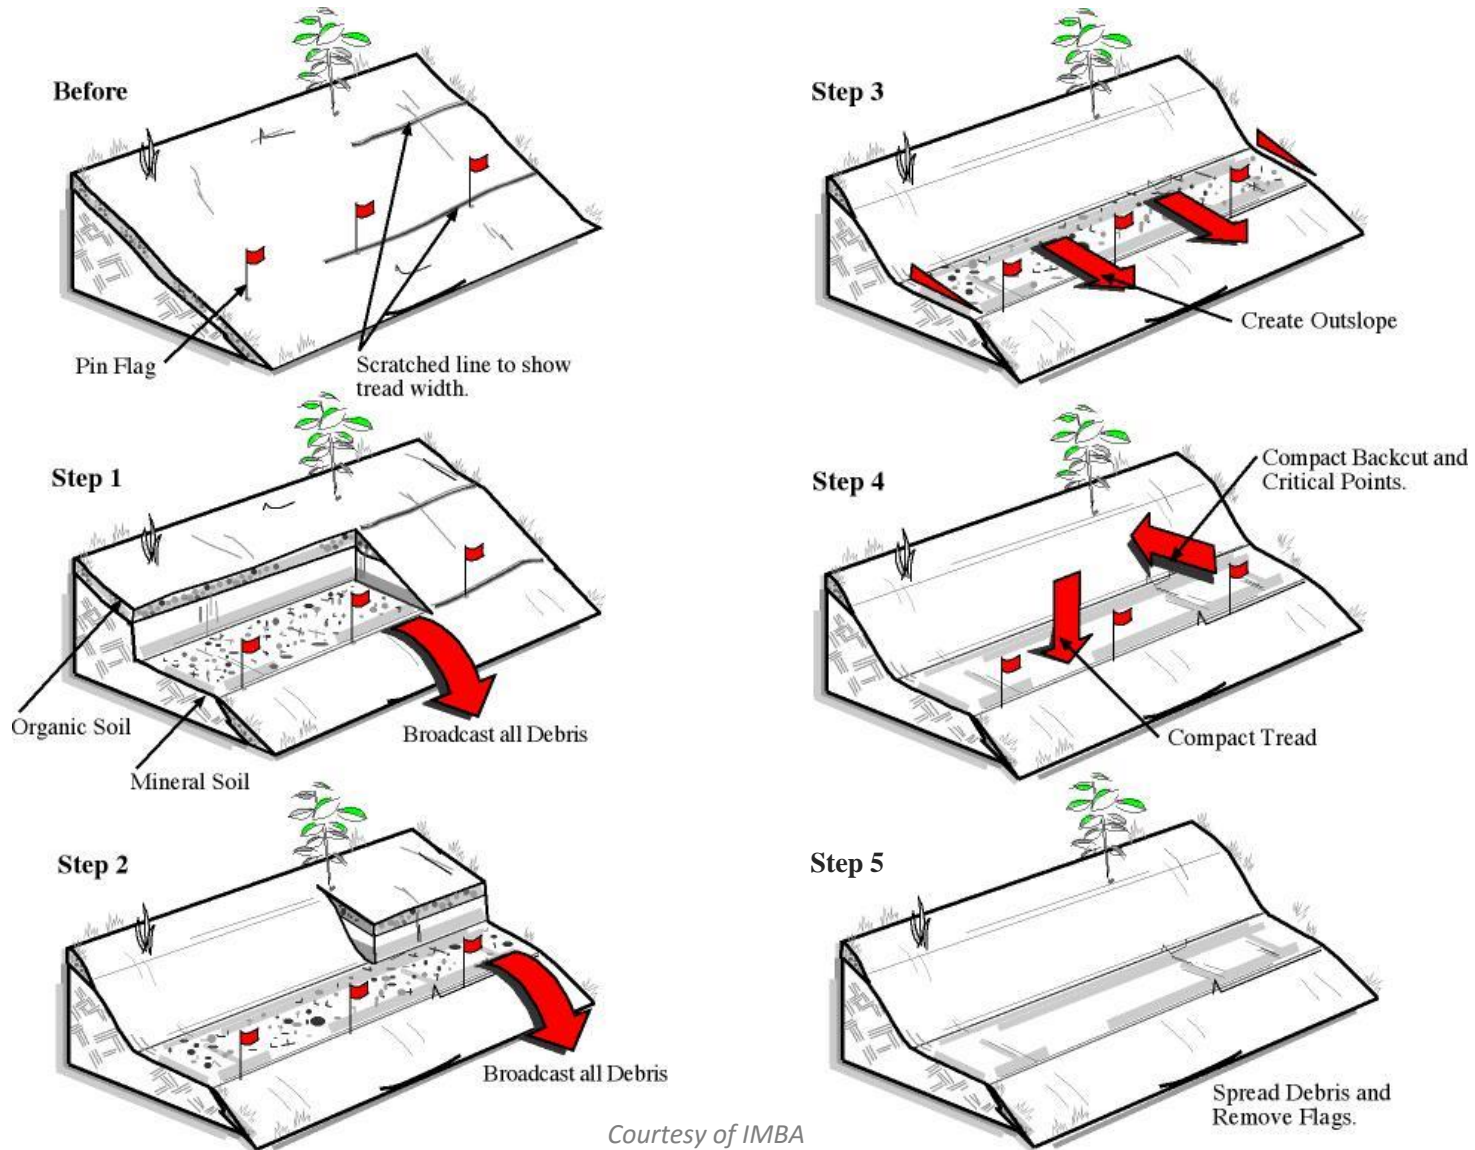 Before
Pin Flag
Scratched line to show
tread width.
Step 1
Organic Soil
Mineral Soil
Broadcast all Debris
Step 2
Broadcast all Debris
Step 3
Create Outslope
Step 4
Compact Backcut and
Critical Points.
Compact Tread
Step 5
Spread Debris and
Remove Flags.
Courtesy of IMBA